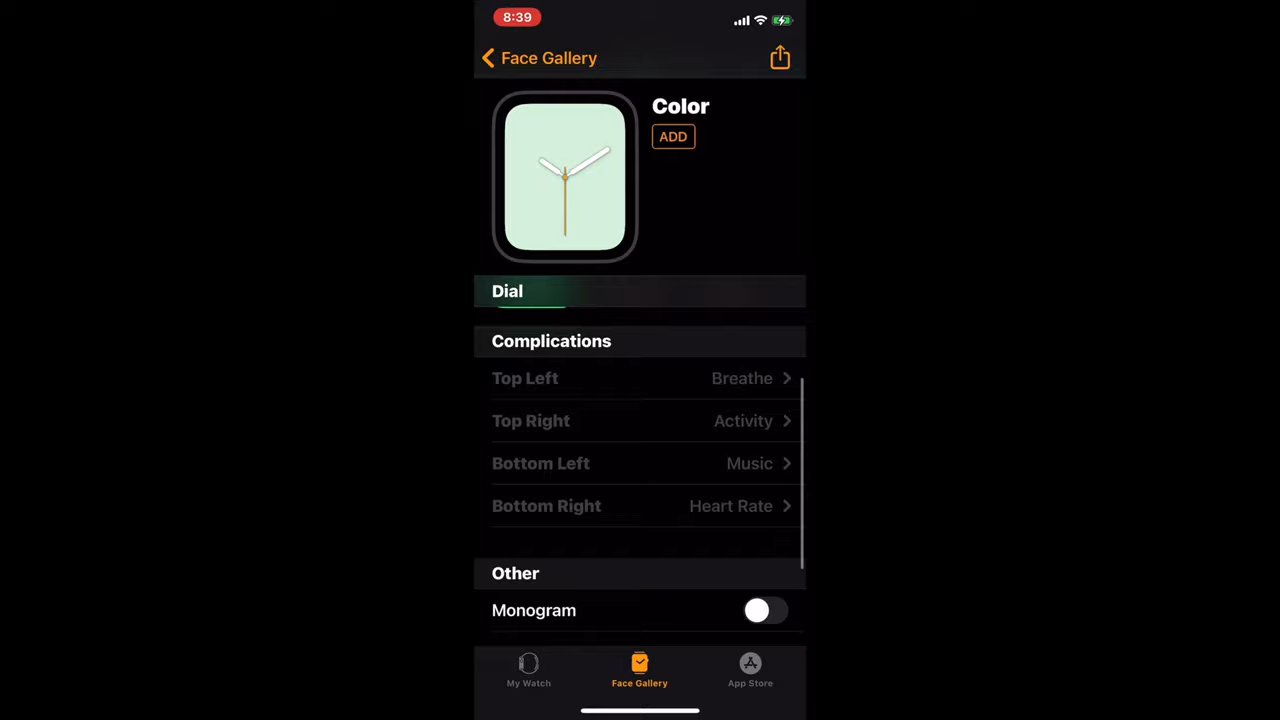 8:39
Face Gallery
Color
ADD
Dial
Complications
Top Left Breathe
Top Right Activity
Bottom Left Music
Bottom Right Heart Rate
Other
Monogram
My Watch Face Gallery App Store